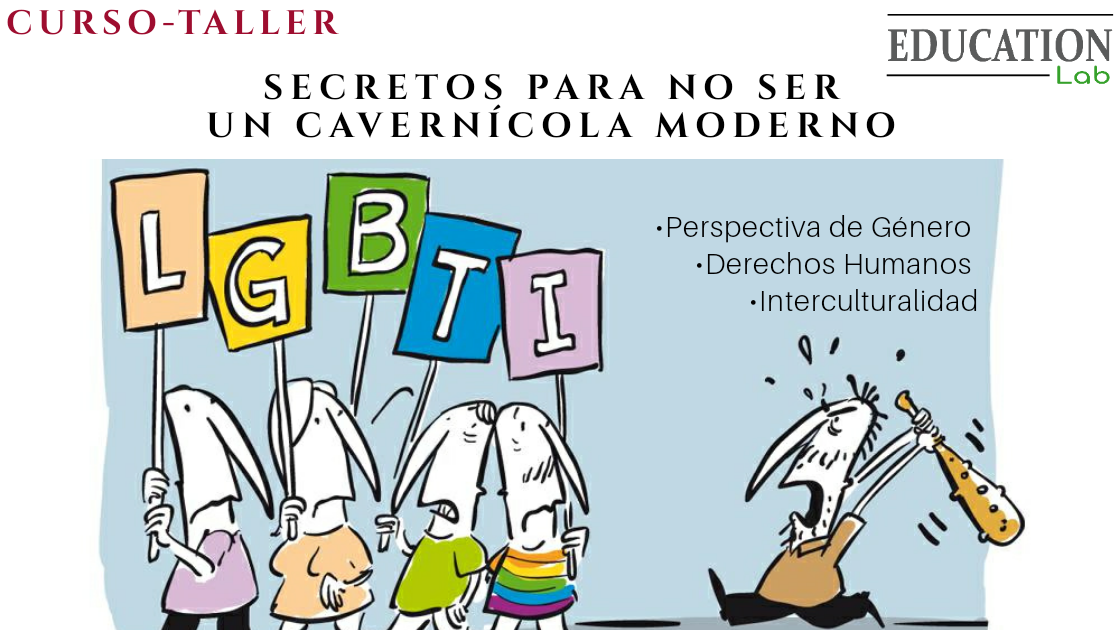 CURSO-TALLER
EDUCATION
Lab
SECRETOS PARA NO SER
UN CAVERNÍCOLA MODERNO
L
G
B
T
I
•Perspectiva de Género
•Derechos Humanos
•Interculturalidad